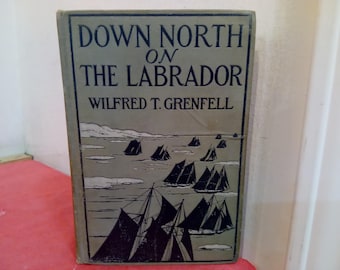 DOWN NORTH
ON
THE LABRADOR
WILFRED T. GRENFELL